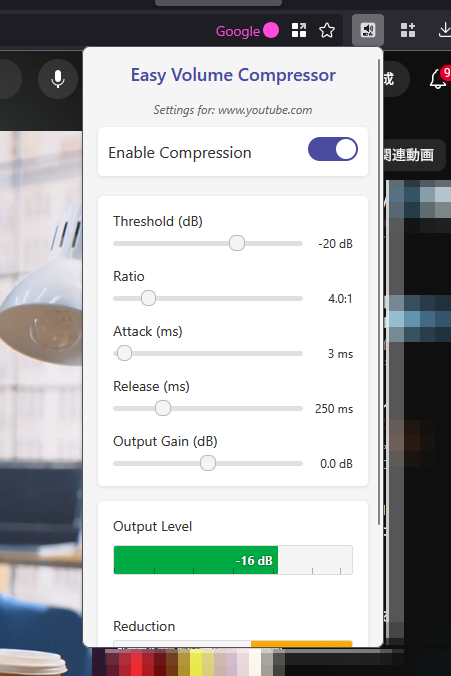 Google
9
成
Easy Volume Compressor
Settings for: www.youtube.com
Enable Compression
関連動画
Threshold (dB)
-20 dB
Ratio
4.0:1
Attack (ms)
3 ms
Release (ms)
250 ms
Output Gain (dB)
0.0 dB
Output Level
-16 dB
Reduction